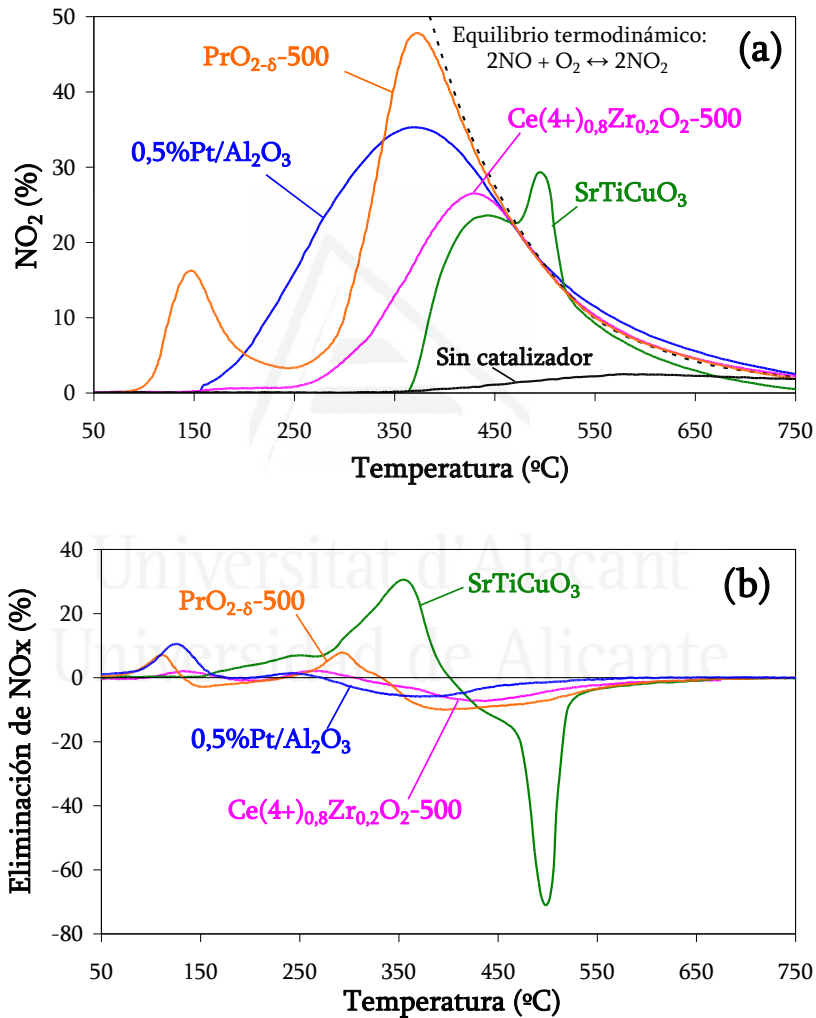 50
40
30
20
10
0
NO₂ (%)
PrO₂₋δ-500
0,5%Pt/Al₂O₃
Equilibrio termodinámico:
2NO + O₂ ↔ 2NO₂
(a)
Ce(4+)₀,₈Zr₀,₂O₂-500
SrTiCuO₃
Sin catalizador
50 150 250 350 450 550 650 750
Temperatura (ºC)
Universitat d'Alacant
Universidad de Alicante
40
20
0
-20
-40
-60
-80
Eliminación de NOx (%)
(b)
SrTiCuO₃
PrO₂₋δ-500
0,5%Pt/Al₂O₃
Ce(4+)₀,₈Zr₀,₂O₂-500
50 150 250 350 450 550 650 750
Temperatura (ºC)